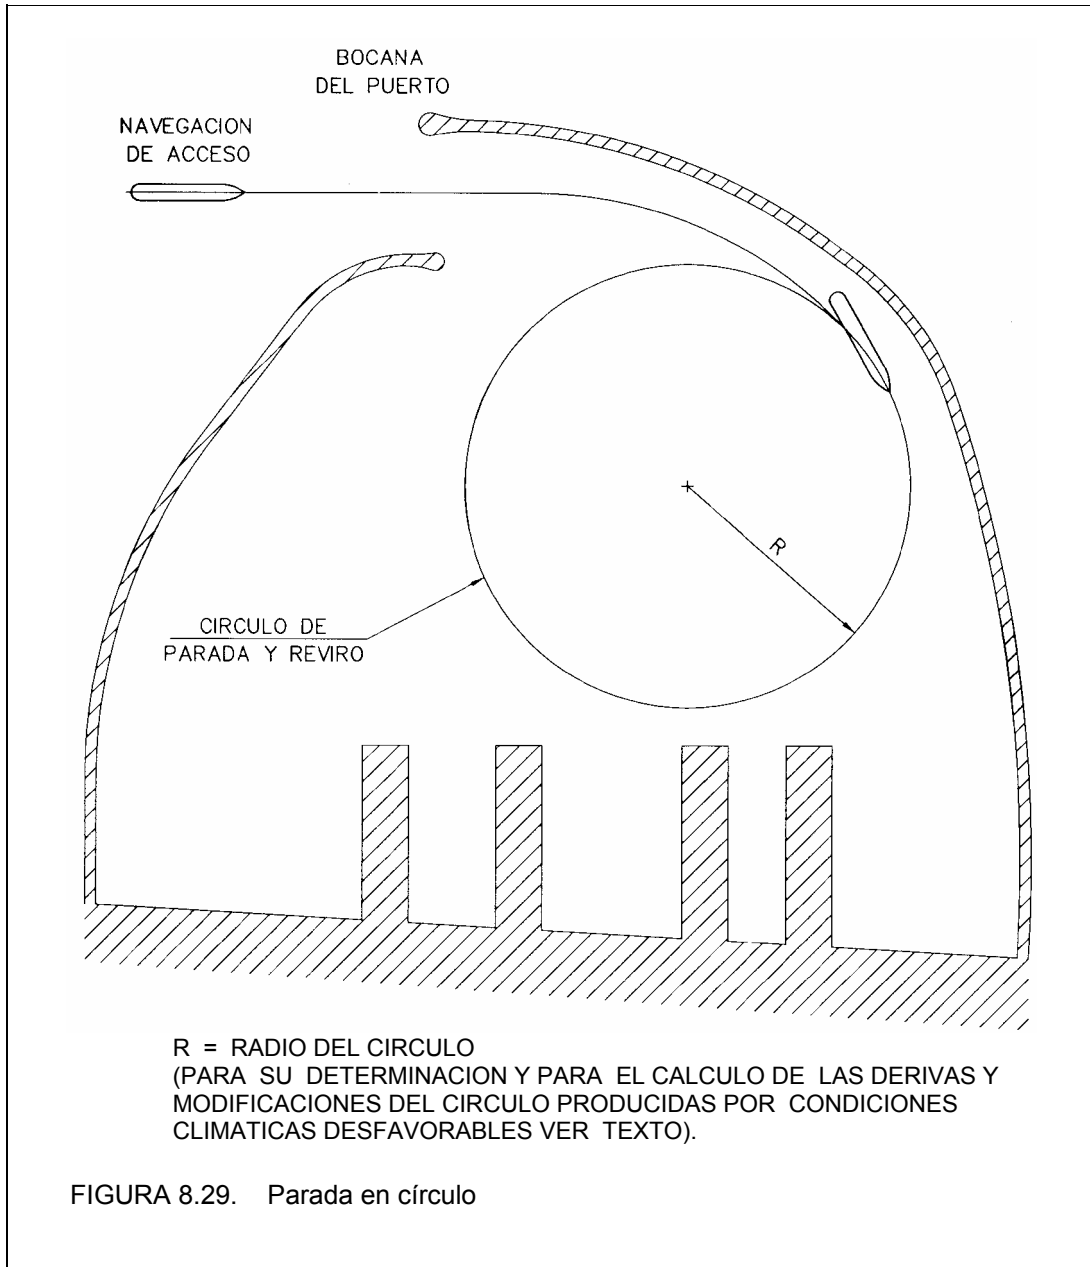 BOCANA
DEL PUERTO
NAVEGACION
DE ACCESO
R
CIRCULO DE
PARADA Y REVIRO
R = RADIO DEL CIRCULO
(PARA SU DETERMINACION Y PARA EL CALCULO DE LAS DERIVAS Y
MODIFICACIONES DEL CIRCULO PRODUCIDAS POR CONDICIONES
CLIMATICAS DESFAVORABLES VER TEXTO).
FIGURA 8.29. Parada en círculo